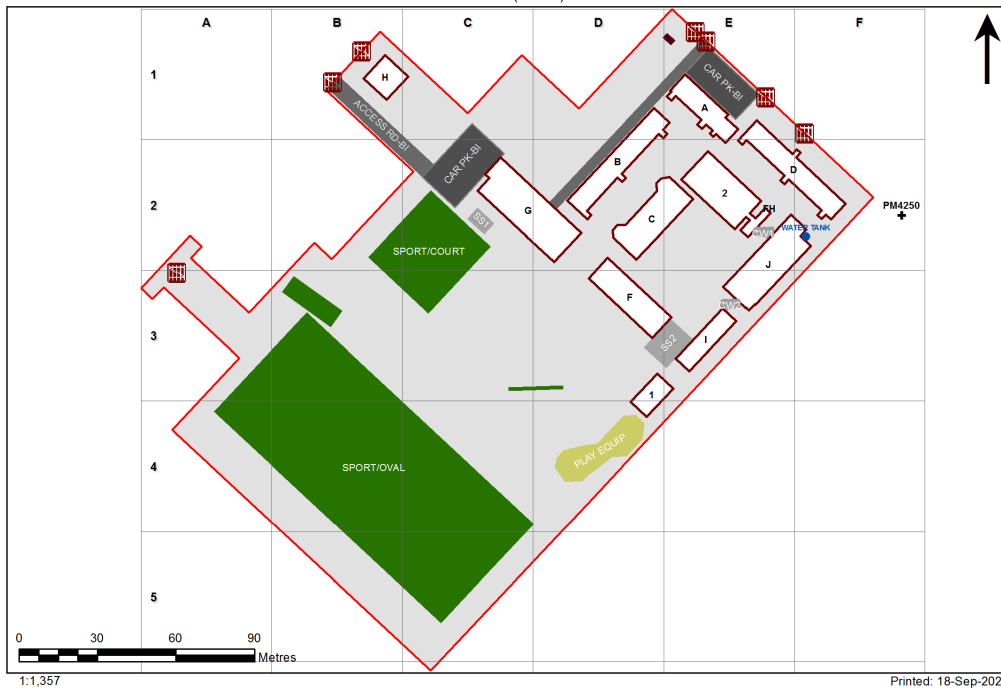 A B C D E F
1
2
3
4
5
H
ACCESS RD-BI
CAR PK-BI
CAR PK-BI
A
B
D
2
C
G
SS1
FH
CW1
WATER TANK
PM4250
J
SPORT/COURT
F
CW2
SS2
I
1
PLAY EQUIP
SPORT/OVAL
0 30 60 90
Metres
1:1,357
Printed: 18-Sep-202